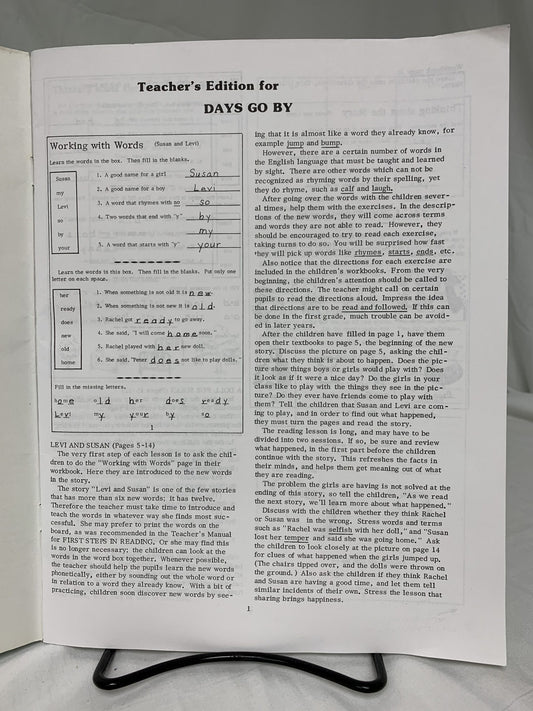 Teacher's Edition for
DAYS GO BY
Working with Words (Susan and Levi)
Learn the words in the box. Then fill in the blanks.
Susan
my
Levi
so
by
your
1. A good name for a girl Susan
2. A good name for a boy Levi
3. A word that rhymes with no so
4. Two words that end with "y" by
my
5. A word that starts with "y" your
Learn the words in this box. Then fill in the blanks. Put only one
letter on each space.
her
ready
does
new
old
home
1. When something is not old it is new
2. When something is not new it is old.
3. Rachel got ready to go away.
4. She said, "I will come home soon."
5. Rachel played with her new doll.
6. She said, "Peter does not like to play dolls."
Fill in the missing letters.
home old her does ready
Levi my your by so
1
LEVI AND SUSAN (Pages 5-14)
The very first step of each lesson is to ask the chil-
dren to do the "Working with Words" page in their
workbook. Here they are introduced to the new words
in the story.
The story "Levi and Susan" is one of the few stories
that has more than six new words; it has twelve.
Therefore the teacher must take time to introduce and
teach the words in whatever way she finds most suc-
cessful. She may prefer to print the words on the
board, as was recommended in the Teacher's Manual
for FIRST STEPS IN READING. Or she may find this
is no longer necessary; the children can look at the
words in the word box together. Whenever possible,
the teacher should help the pupils learn the new words
phonetically, either by sounding out the whole word or
in relation to a word they already know. With a bit of
practicing, children soon discover new words by see-
ing that it is almost like a word they already know, for
example jump and bump.
However, there are a certain number of words in
the English language that must be taught and learned
by sight. There are other words which can not be
recognized as rhyming words by their spelling, yet
they do rhyme, such as calf and laugh.
After going over the words with the children sever-
al times, help them with the exercises. In the descrip-
tions of the new words, they will come across terms
and words they are not able to read. However, they
should be encouraged to try to read each exercise,
taking turns to do so. You will be surprised how fast
they will pick up words like rhymes, starts, ends, etc.
Also notice that the directions for each exercise are
included in the children's workbooks. From the very
beginning, the children's attention should be called to
these directions. The teacher might call on certain
pupils to read the directions aloud. Impress the idea
that directions are to be read and followed. If this can
be done in the first grade, much trouble can be avoid-
ed in later years.
After the children have filled in page 1, have them
open their textbooks to page 5, the beginning of the new
story. Discuss the picture on page 5, asking the chil-
dren what they think is about to happen. Does the pic-
ture show things boys or girls would play with? Does
it look as if it were a nice day? Do the girls in your
class like to play with the things they see in the pic-
ture? Do they ever have friends come to play with
them? Tell the children that Susan and Levi are com-
ing to play, and in order to find out what happened,
they must turn the pages and read the story.
The reading lesson is long, and may have to be
divided into two sessions. If so, be sure and review
what happened, in the first part before the children
continue with the story. This refreshes the facts in
their minds, and helps them get meaning out of what
they are reading.
The problem the girls are having is not solved at the
ending of this story, so tell the children, "As we read
the next story, we'll learn more about what happened."
Discuss with the children whether they think Rachel
or Susan was in the wrong. Stress words and terms
such as "Rachel was selfish with her doll," and "Susan
lost her temper and said she was going home." Ask
the children to look closely at the picture on page 14
for clues of what happened when the girls jumped up.
(The chairs tipped over, and the dolls were thrown on
the ground.) Also ask the children if they think Rachel
and Susan are having a good time, and let them tell
similar incidents of their own. Stress the lesson that
sharing brings happiness.
1